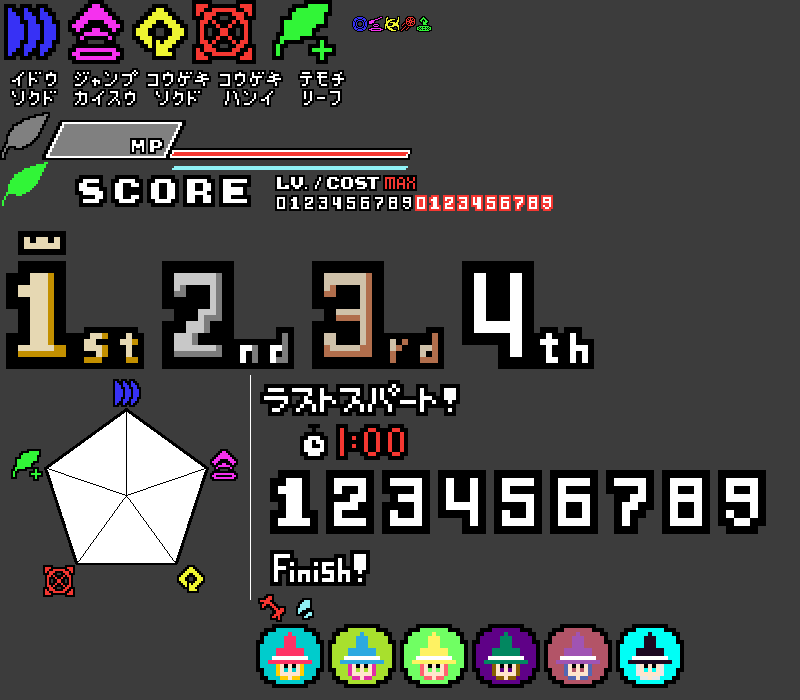 イドウ ジャンプ コウゲキ コウゲキ テモチ
ソクド カイスウ ソクド ハンイ リーフ
MP
SCORE LV. / COST MAX
01234567890123456789
1st 2nd 3rd 4th
ラストスパート!
1:00
123456789
Finish!